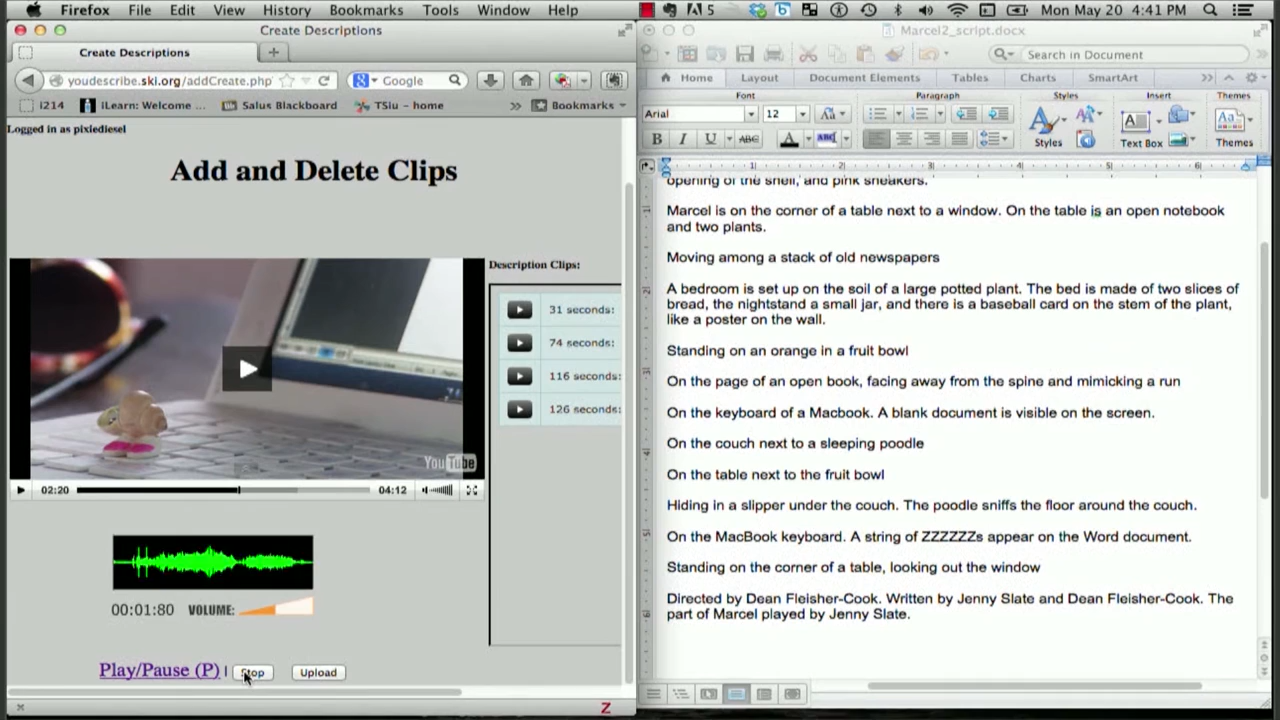 Firefox File Edit View History Bookmarks Tools Window Help
5
Mon May 20 4:41 PM
Create Descriptions
Create Descriptions
youdescribe.ski.org/addCreate.php
Google
i214
iLearn: Welcome ...
Salus Blackboard
TSlu - home
Bookmarks
Logged in as pixiediesel
Add and Delete Clips
Description Clips:
31 seconds:
74 seconds:
116 seconds:
126 seconds:
YouTube
02:20
04:12
00:01:80
VOLUME:
Play/Pause (P) | Stop Upload
Z
Marcel2_script.docx
Search in Document
Home Layout Document Elements Tables Charts SmartArt
Font Paragraph Styles Insert Themes
Arial 12
B I U ABC A ABC
Styles Text Box Themes
1 2 3 4 5 6
opening of the shell, and pink sneakers.
Marcel is on the corner of a table next to a window. On the table is an open notebook
and two plants.
Moving among a stack of old newspapers
A bedroom is set up on the soil of a large potted plant. The bed is made of two slices of
bread, the nightstand a small jar, and there is a baseball card on the stem of the plant,
like a poster on the wall.
Standing on an orange in a fruit bowl
On the page of an open book, facing away from the spine and mimicking a run
On the keyboard of a Macbook. A blank document is visible on the screen.
On the couch next to a sleeping poodle
On the table next to the fruit bowl
Hiding in a slipper under the couch. The poodle sniffs the floor around the couch.
On the MacBook keyboard. A string of ZZZZZZs appear on the Word document.
Standing on the corner of a table, looking out the window
Directed by Dean Fleisher-Cook. Written by Jenny Slate and Dean Fleisher-Cook. The
part of Marcel played by Jenny Slate.